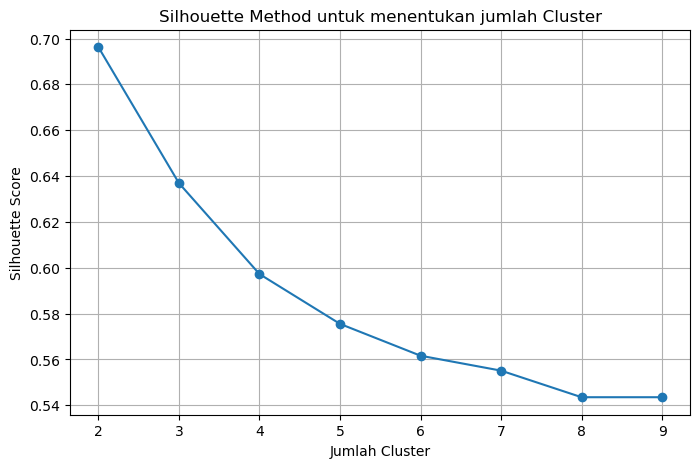 Silhouette Method untuk menentukan jumlah Cluster
Silhouette Score
0.70
0.68
0.66
0.64
0.62
0.60
0.58
0.56
0.54
2 3 4 5 6 7 8 9
Jumlah Cluster